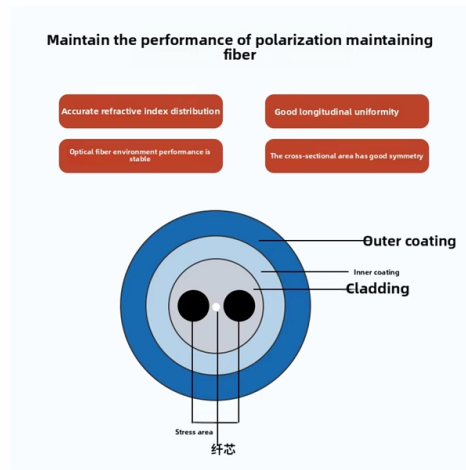 Maintain the performance of polarization maintaining
fiber
Accurate refractive index distribution
Good longitudinal uniformity
Optical fiber environment performance is
stable
The cross-sectional area has good symmetry
Outer coating
Inner coating
Cladding
Stress area
纤芯